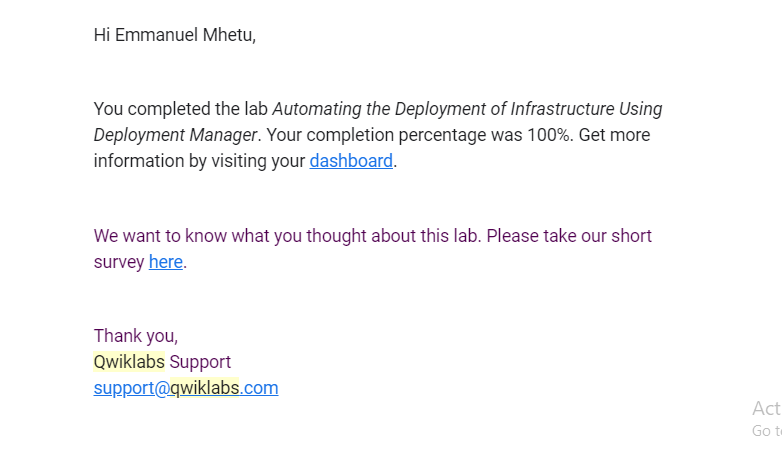 Hi Emmanuel Mhetu,
You completed the lab Automating the Deployment of Infrastructure Using
Deployment Manager. Your completion percentage was 100%. Get more
information by visiting your dashboard.
We want to know what you thought about this lab. Please take our short
survey here.
Thank you,
Qwiklabs Support
support@qwiklabs.com
Act
Go t